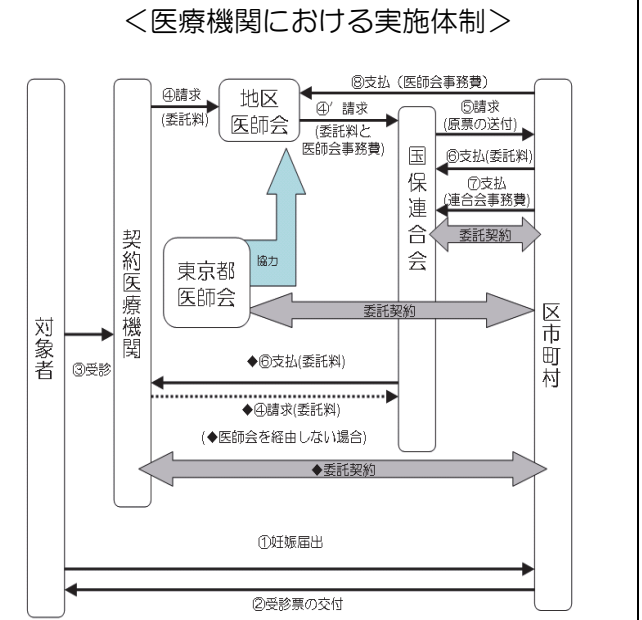 ＜医療機関における実施体制＞
⑧支払（医師会事務費）
④請求
(委託料)
地区
医師会
④’請求
(委託料と
医師会事務費)
⑤請求
(原票の送付)
⑥支払(委託料)
⑦支払
(連合会事務費)
委託契約
国保連合会
契約医療機関
東京都
医師会
協力
委託契約
区市町村
対象者
③受診
◆⑥支払(委託料)
◆④請求(委託料)
(◆医師会を経由しない場合)
◆委託契約
①妊娠届出
②受診票の交付